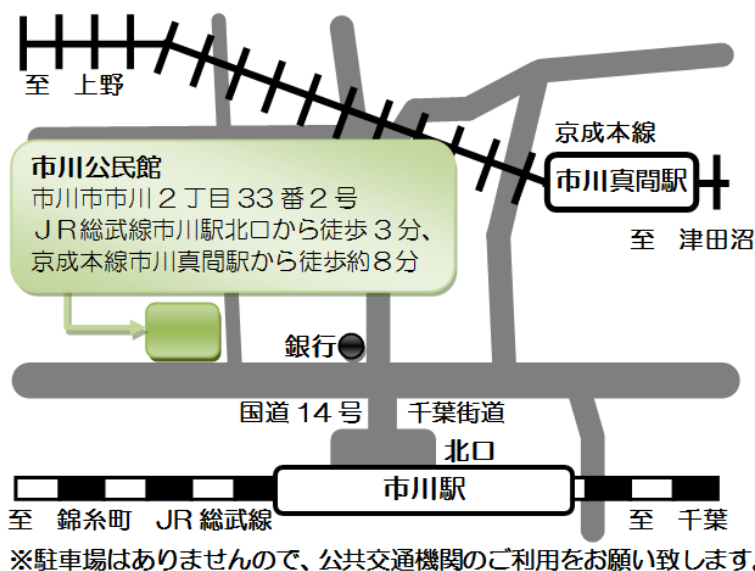 至 上野
京成本線
市川真間駅
至 津田沼
市川公民館
市川市市川2丁目33番2号
JR総武線市川駅北口から徒歩3分、
京成本線市川真間駅から徒歩約8分
銀行
国道14号 千葉街道
北口
市川駅
至 錦糸町 JR総武線 至 千葉
※駐車場はありませんので、公共交通機関のご利用をお願い致します。